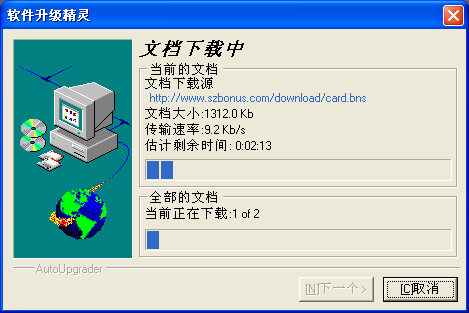 软件升级精灵
文档下载中
当前的文档
文档下载源
http://www.szbonus.com/download/card.bns
文档大小:1312.0 Kb
传输速率:9.2 Kb/s
估计剩余时间: 0:02:13
全部的文档
当前正在下载:1 of 2
AutoUpgrader
[N]下一个>
[C]取消